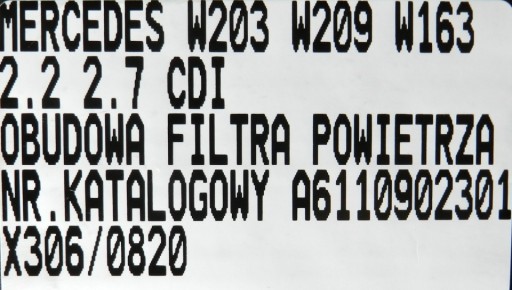 MERCEDES W203 W209 W163
2.2 2.7 CDI
OBUDOWA FILTRA POWIETRZA
NR.KATALOGOWY A6110902301
X306/0820